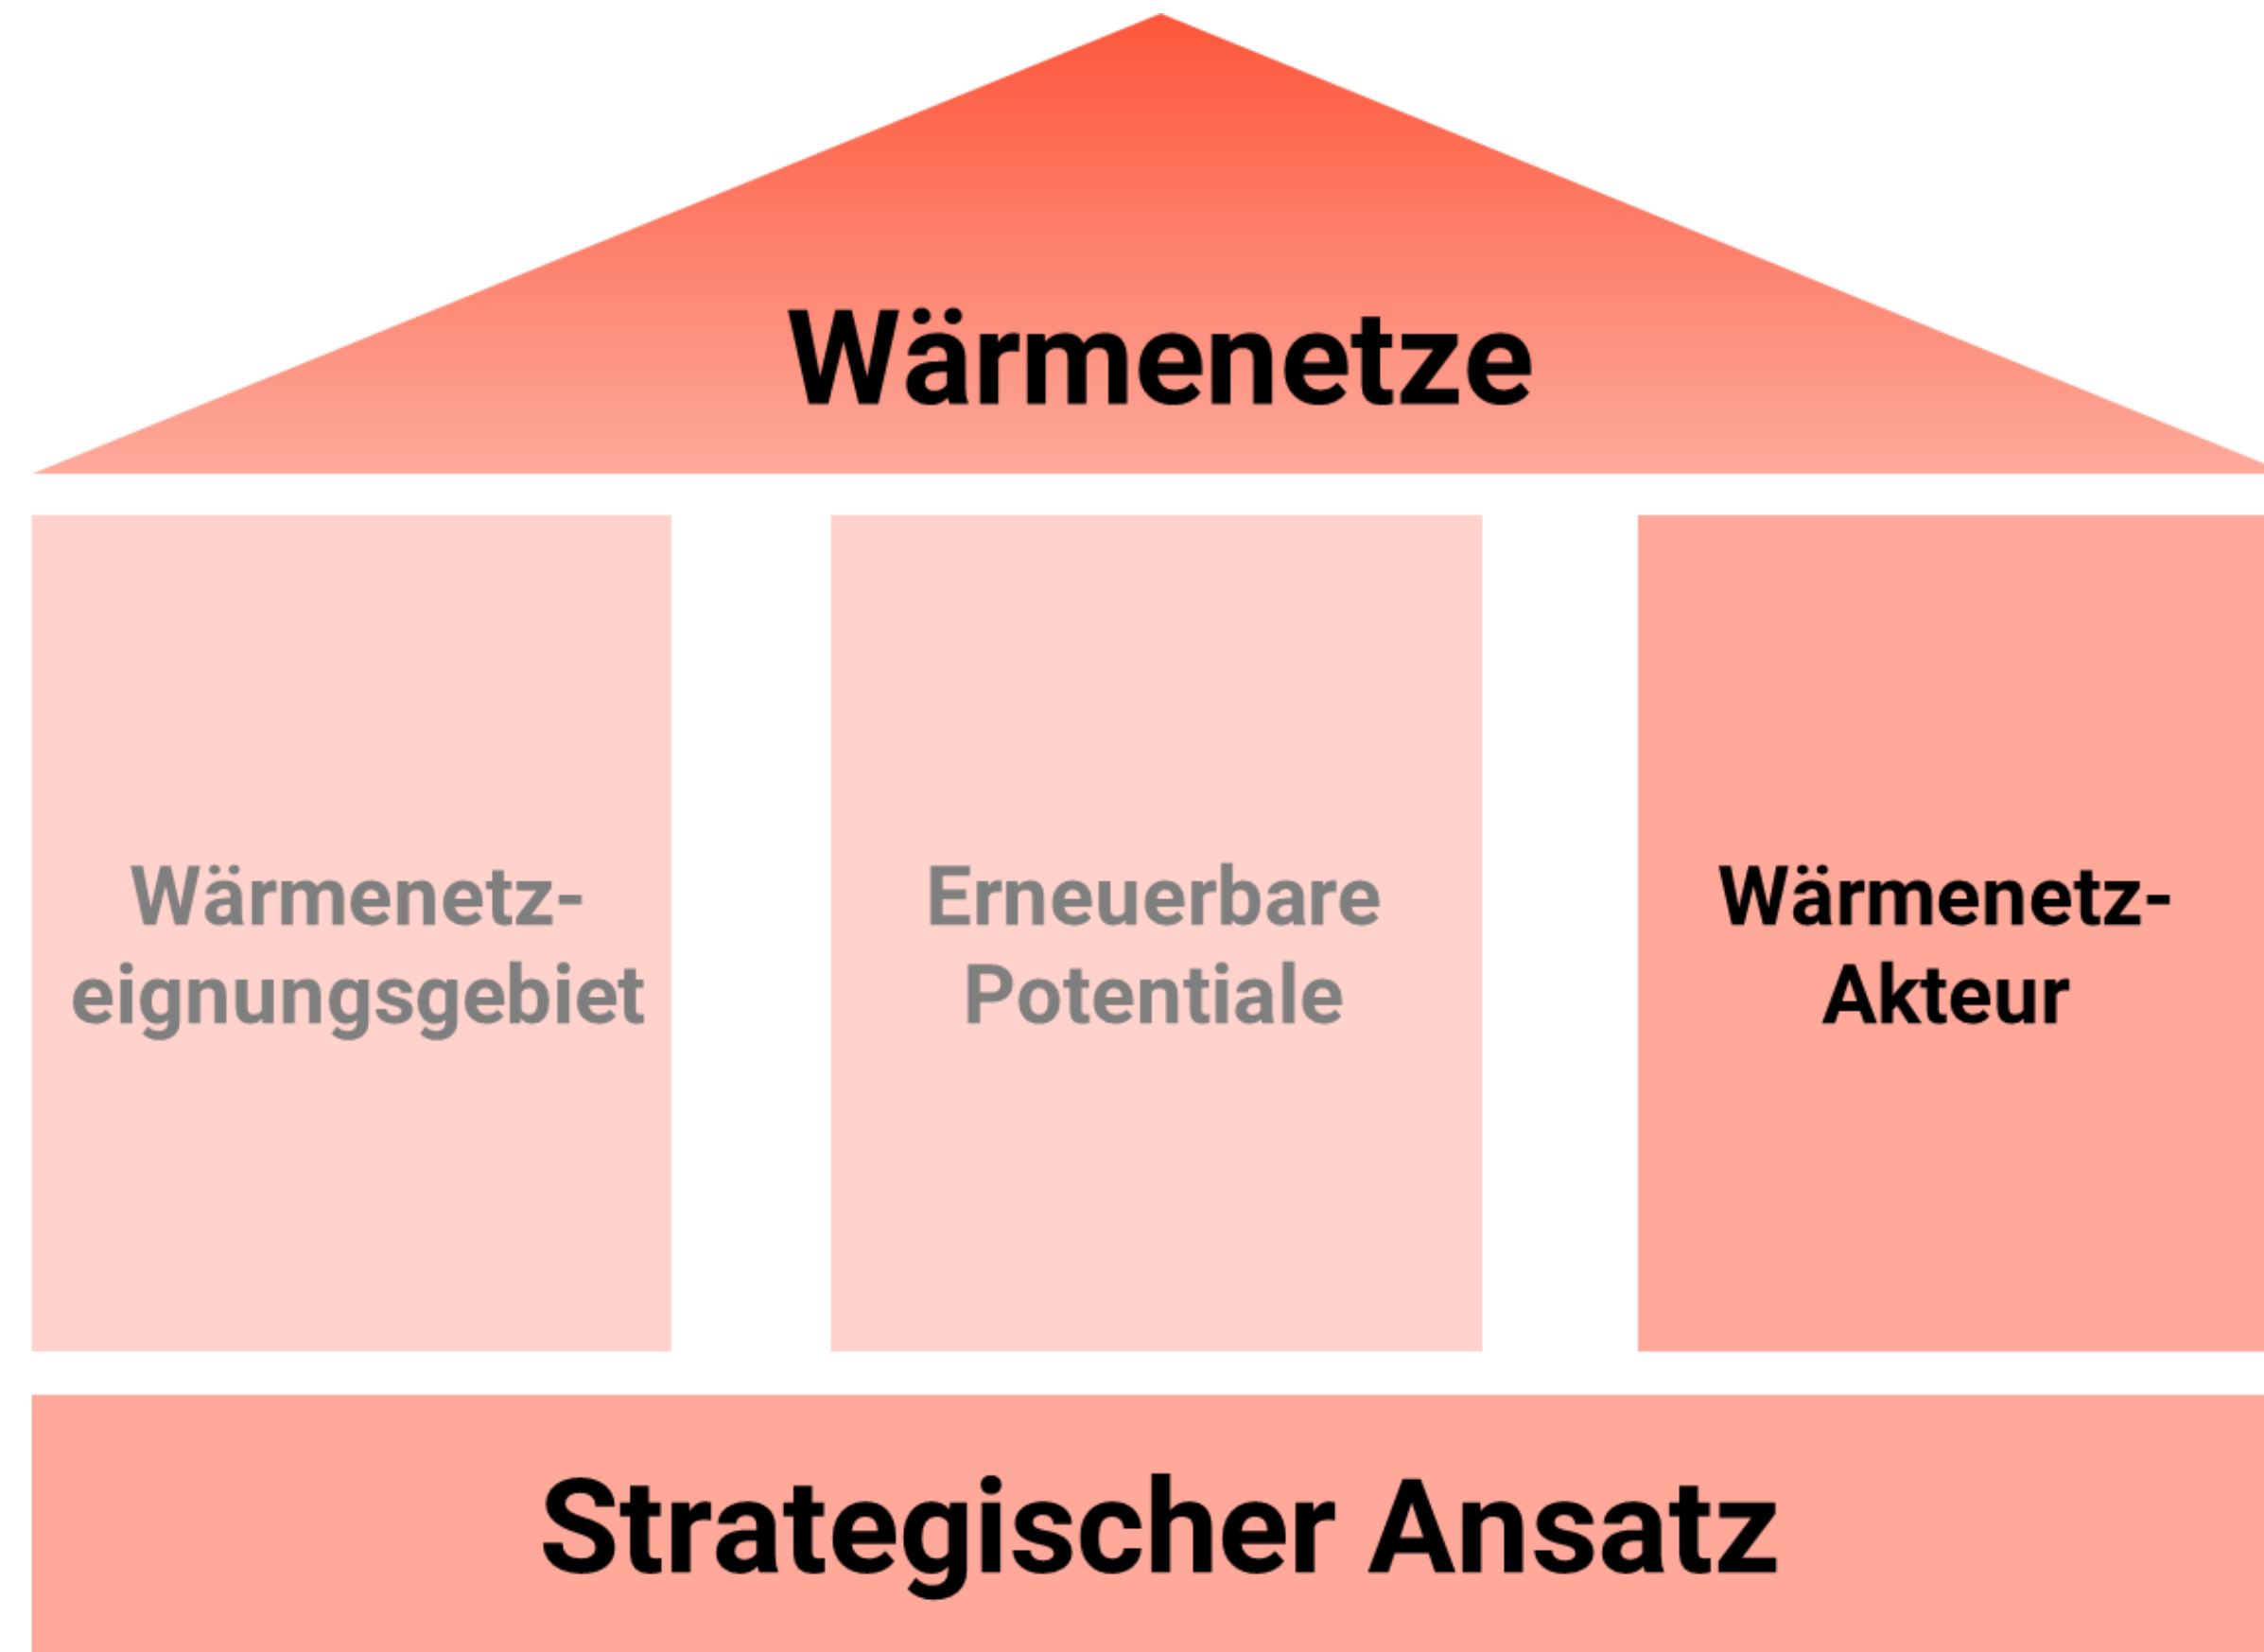 Wärmenetze
Wärmenetz-
eignungsgebiet
Erneuerbare
Potentiale
Wärmenetz-
Akteur
Strategischer Ansatz